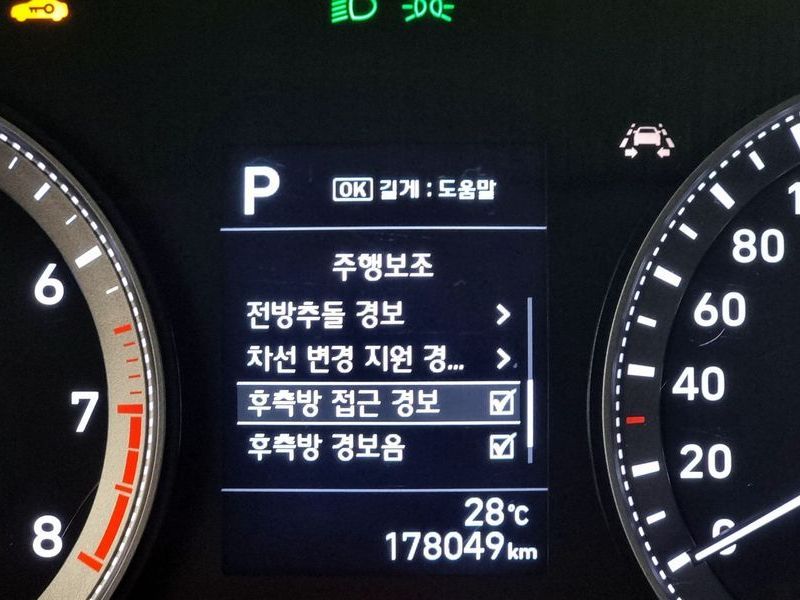 P
OK 길게 : 도움말
주행보조
전방추돌 경보
차선 변경 지원 경...
후측방 접근 경보
후측방 경보음
28℃
178049km
6
7
8
80
60
40
20
0